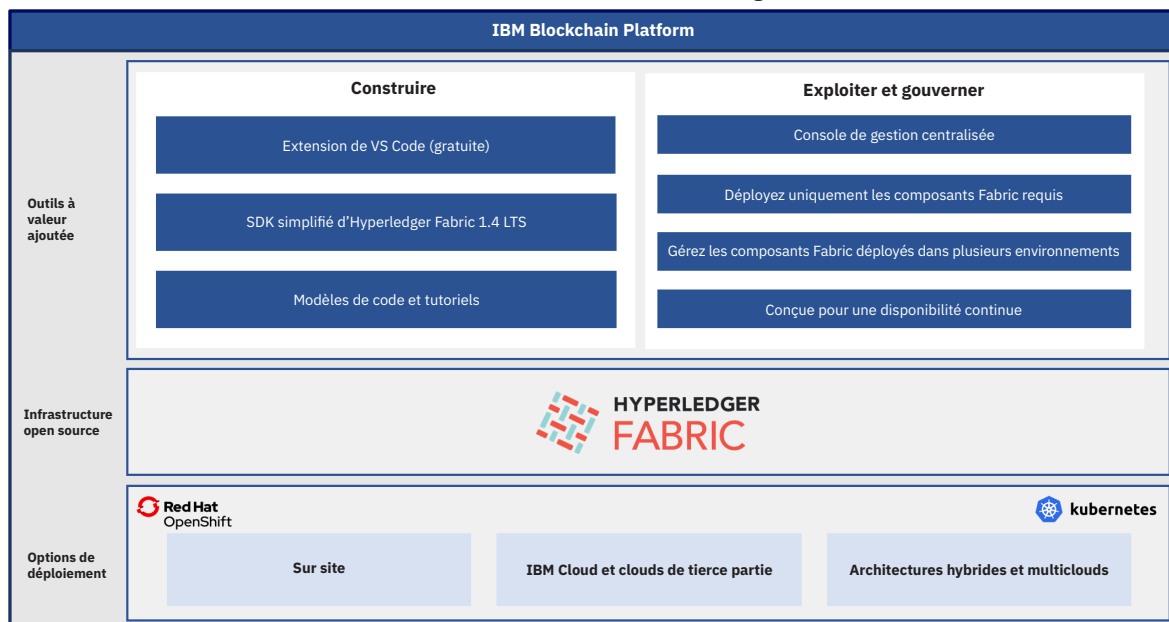 IBM Blockchain Platform
Outils à
valeur
ajoutée
Construire
Extension de VS Code (gratuite)
SDK simplifié d’Hyperledger Fabric 1.4 LTS
Modèles de code et tutoriels
Exploiter et gouverner
Console de gestion centralisée
Déployez uniquement les composants Fabric requis
Gérez les composants Fabric déployés dans plusieurs environnements
Conçue pour une disponibilité continue
Infrastructure
open source
HYPERLEDGER
FABRIC
Options de
déploiement
Red Hat
OpenShift
kubernetes
Sur site
IBM Cloud et clouds de tierce partie
Architectures hybrides et multiclouds